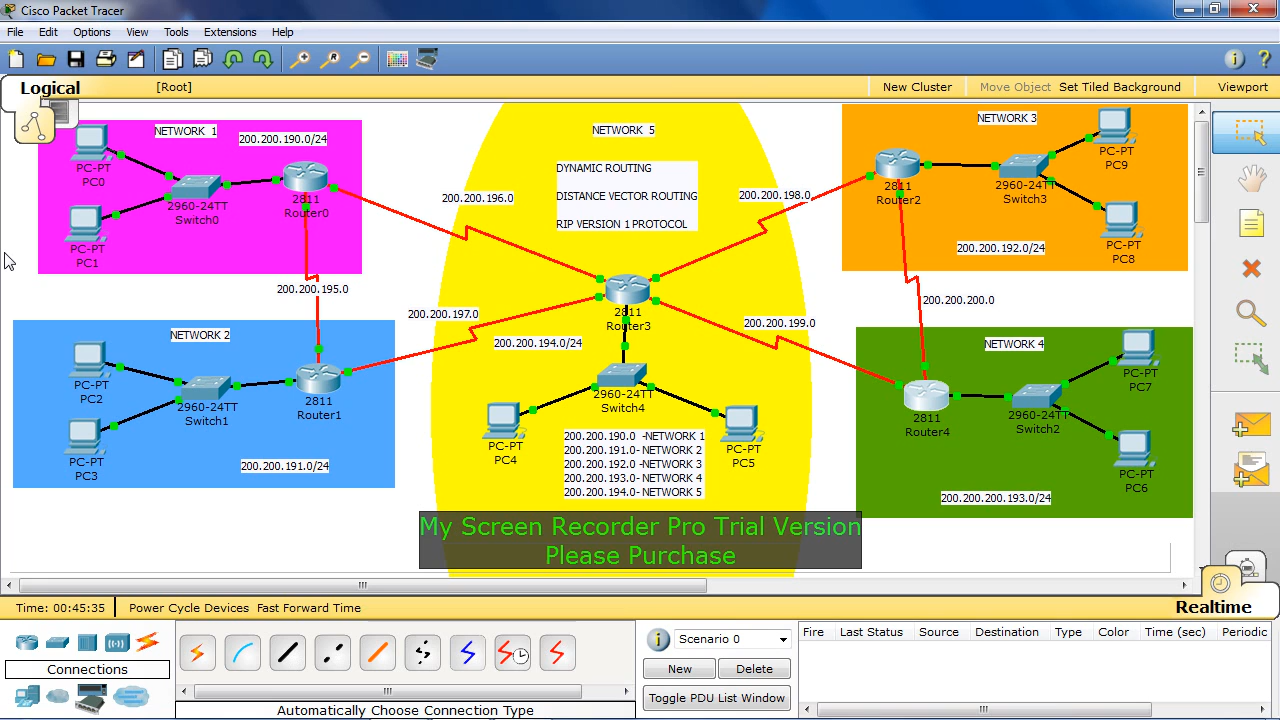 Cisco Packet Tracer
File Edit Options View Tools Extensions Help
Logical
[Root]
New Cluster
Move Object
Set Tiled Background
Viewport
NETWORK 1
200.200.190.0/24
PC-PT
PC0
PC-PT
PC1
2960-24TT
Switch0
2811
Router0
200.200.195.0
NETWORK 2
PC-PT
PC2
PC-PT
PC3
2960-24TT
Switch1
2811
Router1
200.200.191.0/24
NETWORK 5
DYNAMIC ROUTING
DISTANCE VECTOR ROUTING
RIP VERSION 1 PROTOCOL
200.200.196.0
200.200.198.0
200.200.197.0
200.200.199.0
2811
Router3
200.200.194.0/24
2960-24TT
Switch4
PC-PT
PC4
PC-PT
PC5
200.200.190.0 -NETWORK 1
200.200.191.0- NETWORK 2
200.200.192.0- NETWORK 3
200.200.193.0- NETWORK 4
200.200.194.0- NETWORK 5
NETWORK 3
2811
Router2
2960-24TT
Switch3
PC-PT
PC9
PC-PT
PC8
200.200.192.0/24
200.200.200.0
NETWORK 4
2811
Router4
2960-24TT
Switch2
PC-PT
PC7
PC-PT
PC6
200.200.200.193.0/24
My Screen Recorder Pro Trial Version
Please Purchase
Time: 00:45:35
Power Cycle Devices Fast Forward Time
Realtime
Connections
Automatically Choose Connection Type
Scenario 0
New
Delete
Toggle PDU List Window
Fire Last Status Source Destination Type Color Time (sec) Periodic